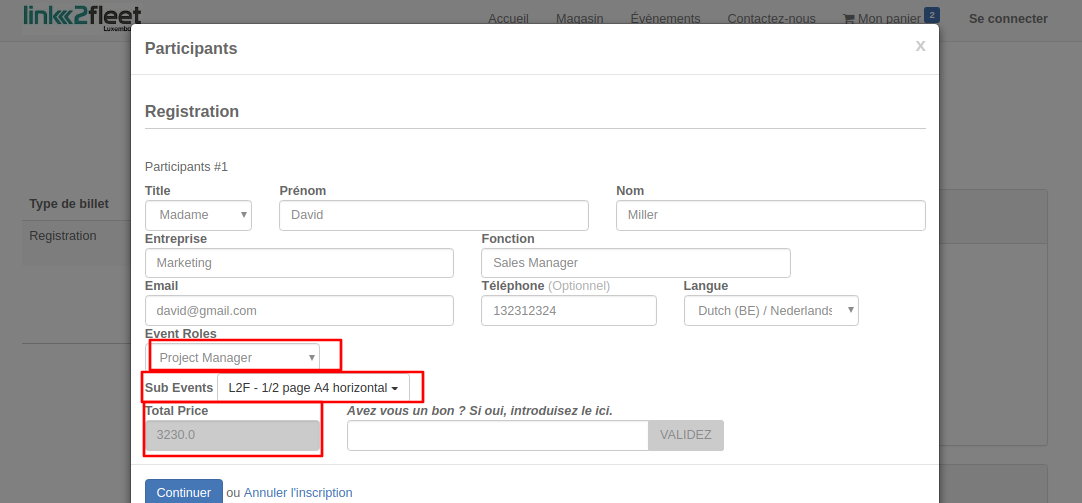 link2fleet
Luxembo
Accueil Magasin Évènements Contactez-nous Mon panier 2 Se connecter
Participants X
Registration
Participants #1
Title Prénom Nom
Madame David Miller
Entreprise Fonction
Marketing Sales Manager
Email Téléphone (Optionnel) Langue
david@gmail.com 132312324 Dutch (BE) / Nederlands
Event Roles
Project Manager
Sub Events L2F - 1/2 page A4 horizontal
Total Price Avez vous un bon ? Si oui, introduisez le ici.
3230.0 VALIDEZ
Continuer ou Annuler l'inscription
Type de billet
Registration